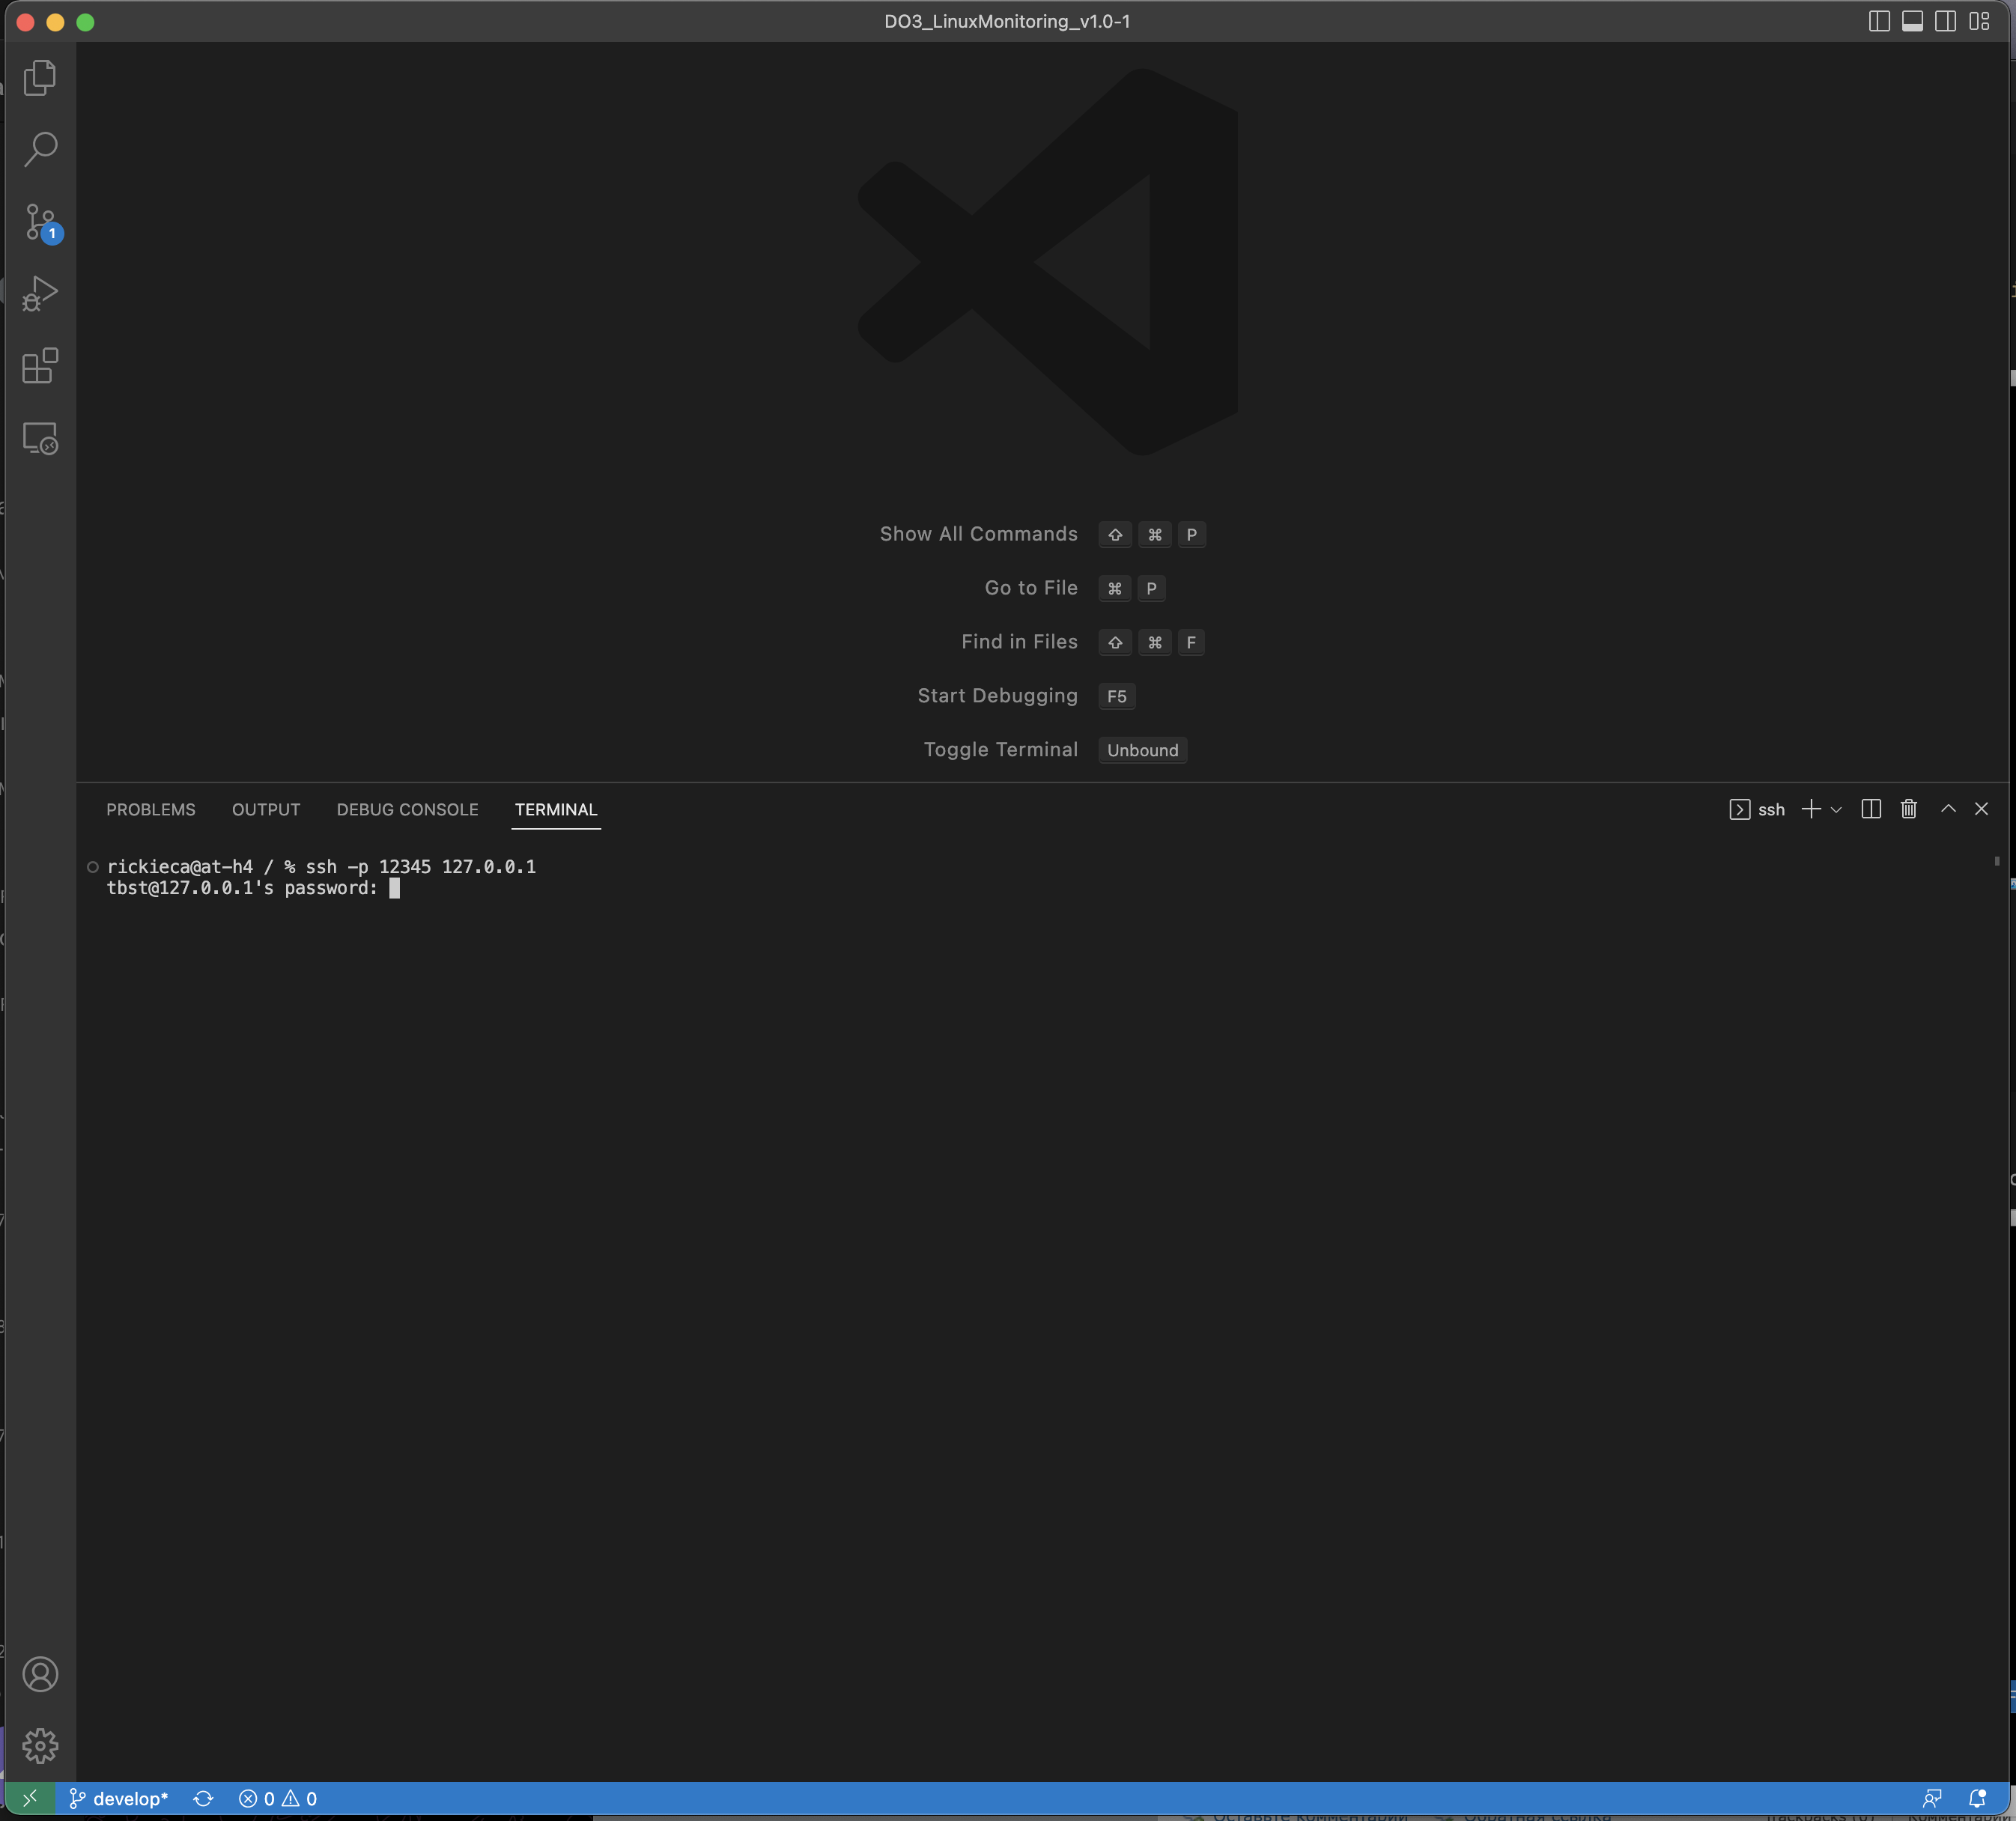 DO3_LinuxMonitoring_v1.0-1
1
Show All Commands ⇧ ⌘ P
Go to File ⌘ P
Find in Files ⇧ ⌘ F
Start Debugging F5
Toggle Terminal Unbound
PROBLEMS OUTPUT DEBUG CONSOLE TERMINAL ssh
rickieca@at-h4 / % ssh -p 12345 127.0.0.1
tbst@127.0.0.1's password:
develop* 0 0